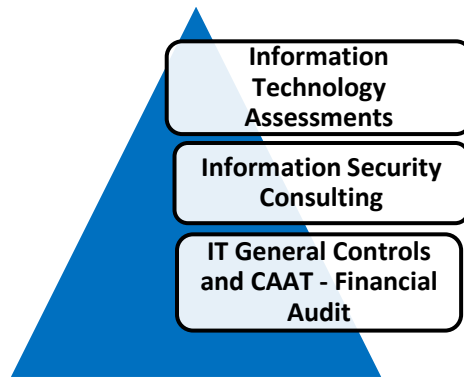 Information
Technology
Assessments
Information Security
Consulting
IT General Controls
and CAAT - Financial
Audit